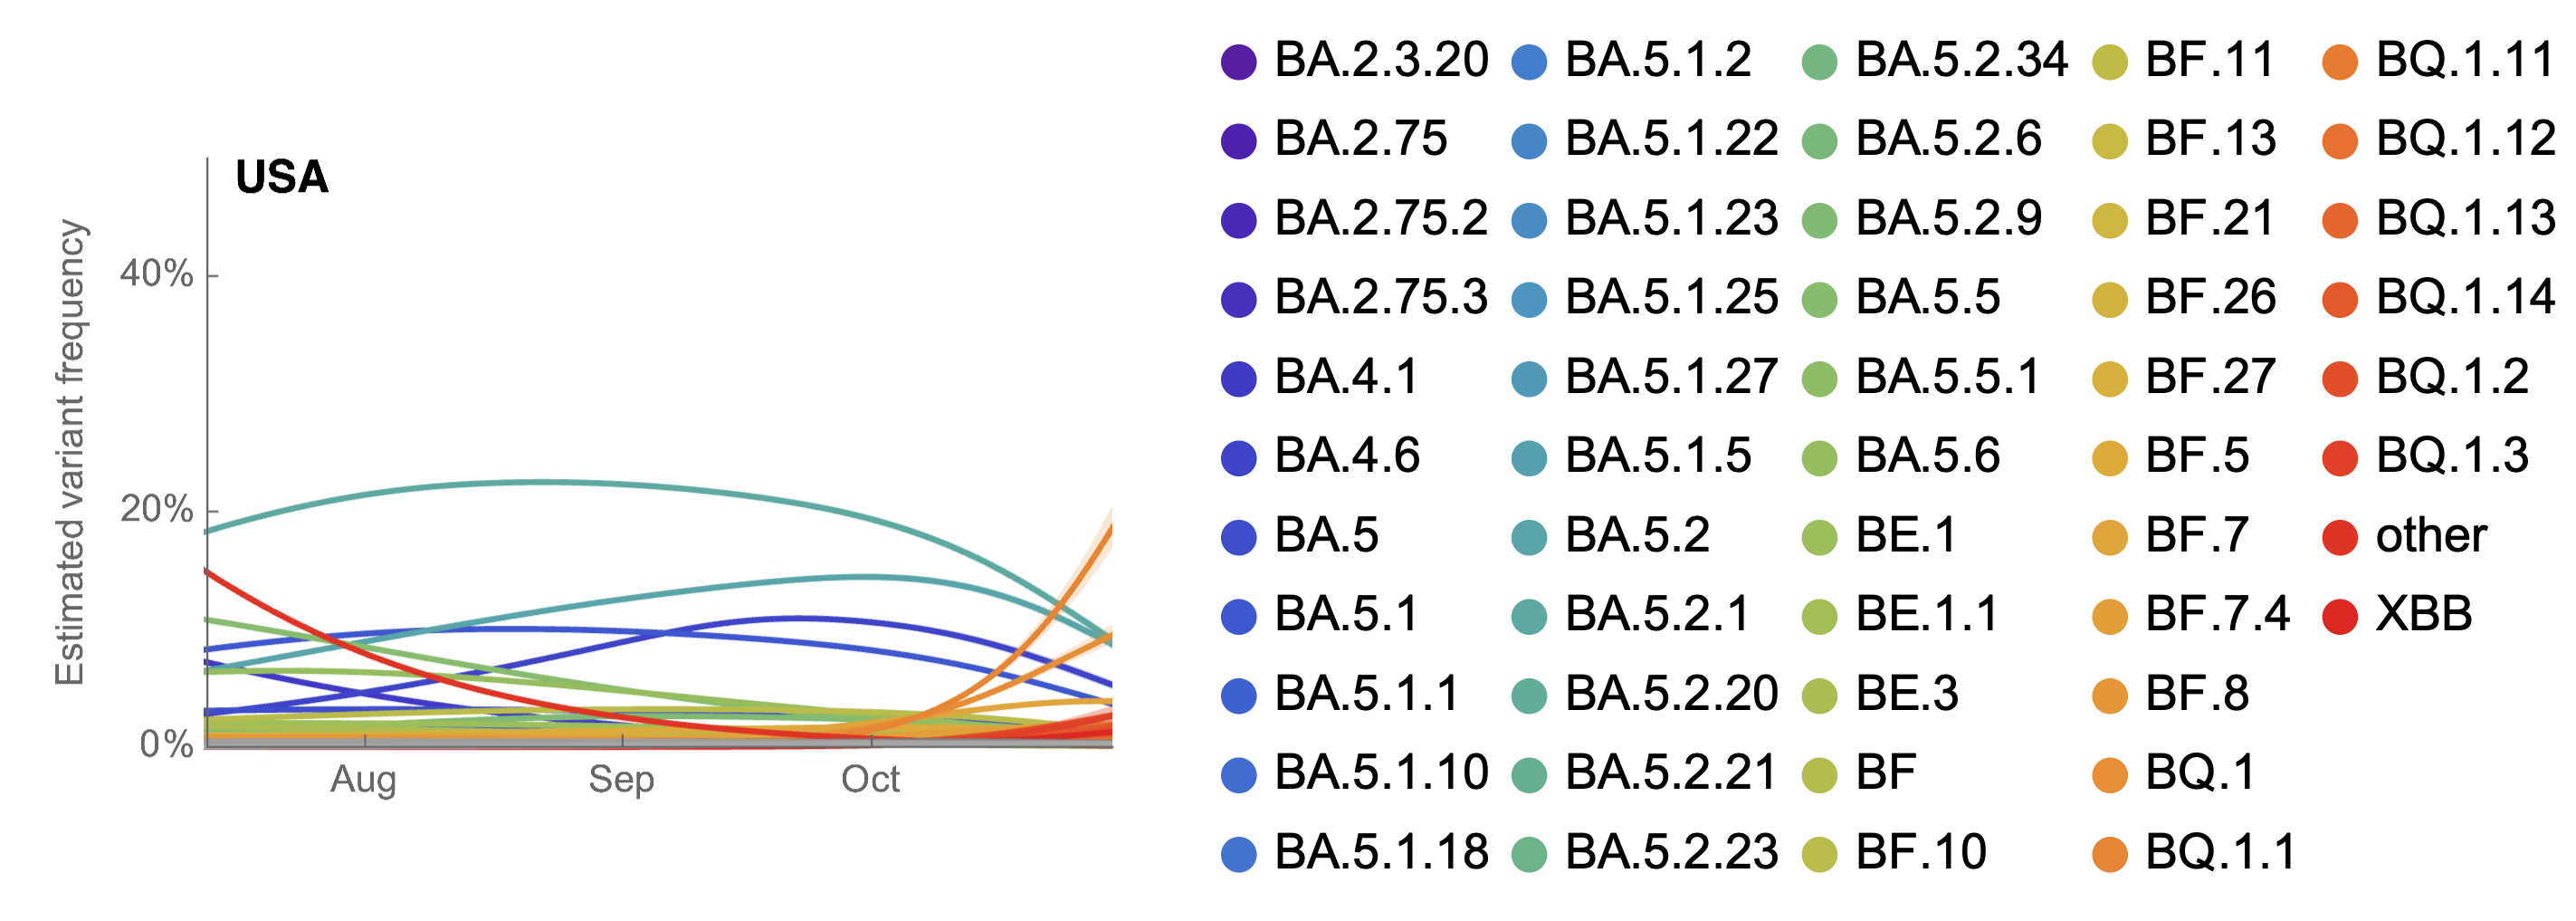 USA
Estimated variant frequency
40%
20%
0%
Aug Sep Oct
BA.2.3.20 BA.5.1.2 BA.5.2.34 BF.11 BQ.1.11
BA.2.75 BA.5.1.22 BA.5.2.6 BF.13 BQ.1.12
BA.2.75.2 BA.5.1.23 BA.5.2.9 BF.21 BQ.1.13
BA.2.75.3 BA.5.1.25 BA.5.5 BF.26 BQ.1.14
BA.4.1 BA.5.1.27 BA.5.5.1 BF.27 BQ.1.2
BA.4.6 BA.5.1.5 BA.5.6 BF.5 BQ.1.3
BA.5 BA.5.2 BE.1 BF.7 other
BA.5.1 BA.5.2.1 BE.1.1 BF.7.4 XBB
BA.5.1.1 BA.5.2.20 BE.3 BF.8
BA.5.1.10 BA.5.2.21 BF BQ.1
BA.5.1.18 BA.5.2.23 BF.10 BQ.1.1